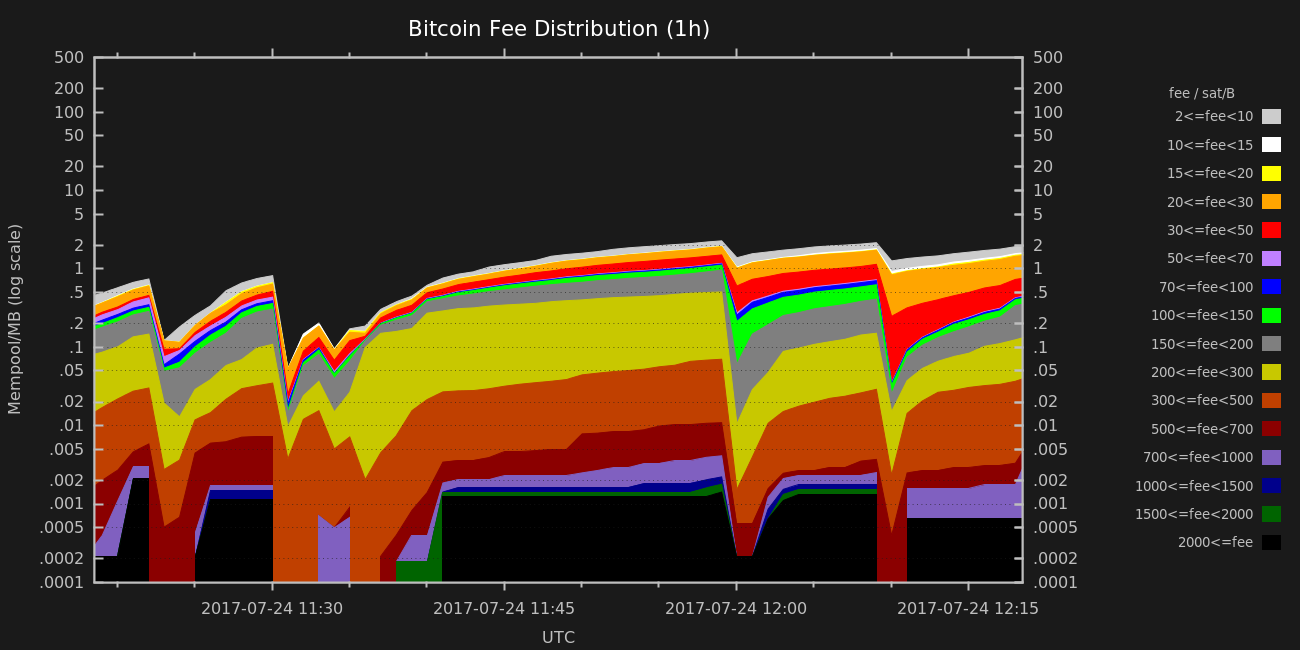 Bitcoin Fee Distribution (1h)
Mempool/MB (log scale)
500
200
100
50
20
10
5
2
1
.5
.2
.1
.05
.02
.01
.005
.002
.001
.0005
.0002
.0001
500
200
100
50
20
10
5
2
1
.5
.2
.1
.05
.02
.01
.005
.002
.001
.0005
.0002
.0001
2017-07-24 11:30
2017-07-24 11:45
2017-07-24 12:00
2017-07-24 12:15
UTC
fee / sat/B
2<=fee<10
10<=fee<15
15<=fee<20
20<=fee<30
30<=fee<50
50<=fee<70
70<=fee<100
100<=fee<150
150<=fee<200
200<=fee<300
300<=fee<500
500<=fee<700
700<=fee<1000
1000<=fee<1500
1500<=fee<2000
2000<=fee